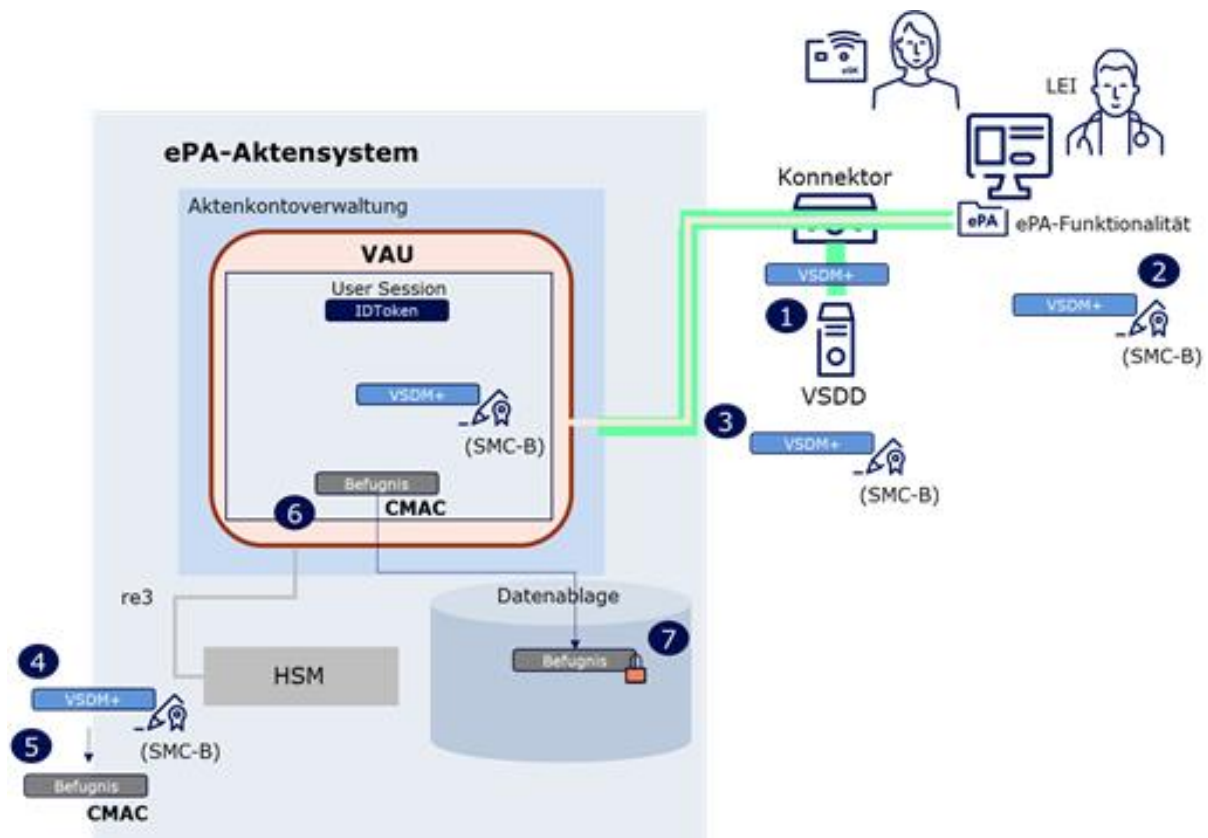 eGK
LEI
ePA-Aktensystem
Konnektor
Aktenkontoverwaltung
ePA
ePA-Funktionalität
VAU
VSDM+
2
User Session
IDToken
1
VSDM+
(SMC-B)
VSDM+
VSDD
3
(SMC-B)
VSDM+
(SMC-B)
Befugnis
6
CMAC
re3
Datenablage
4
7
HSM
Befugnis
VSDM+
5
(SMC-B)
Befugnis
CMAC